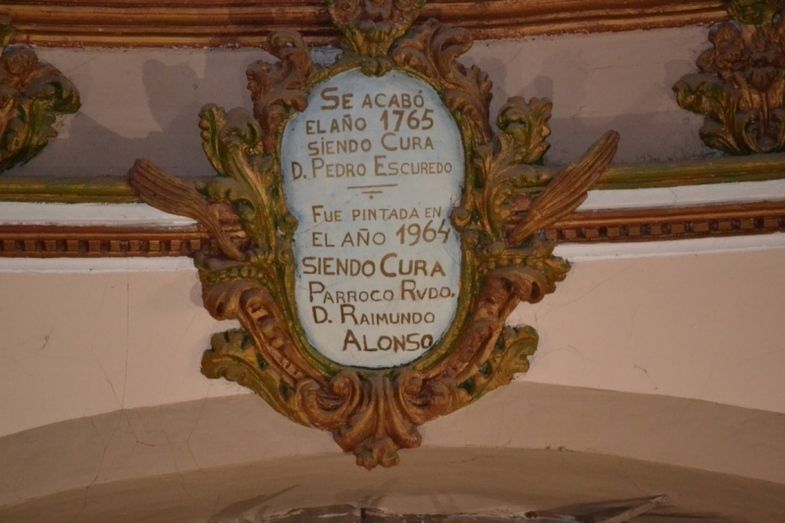 SE ACABÓ
EL AÑO 1765
SIENDO CURA
D. PEDRO ESCUREDO
FUE PINTADA EN
EL AÑO 1964
SIENDO CURA
PARROCO RVDO.
D. RAIMUNDO
ALONSO